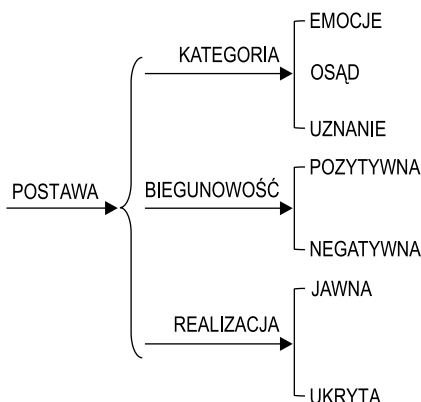 EMOCJE
KATEGORIA
OSĄD
UZNANIE
POZYTYWNA
POSTAWA
BIEGUNOWOŚĆ
NEGATYWNA
JAWNA
REALIZACJA
UKRYTA